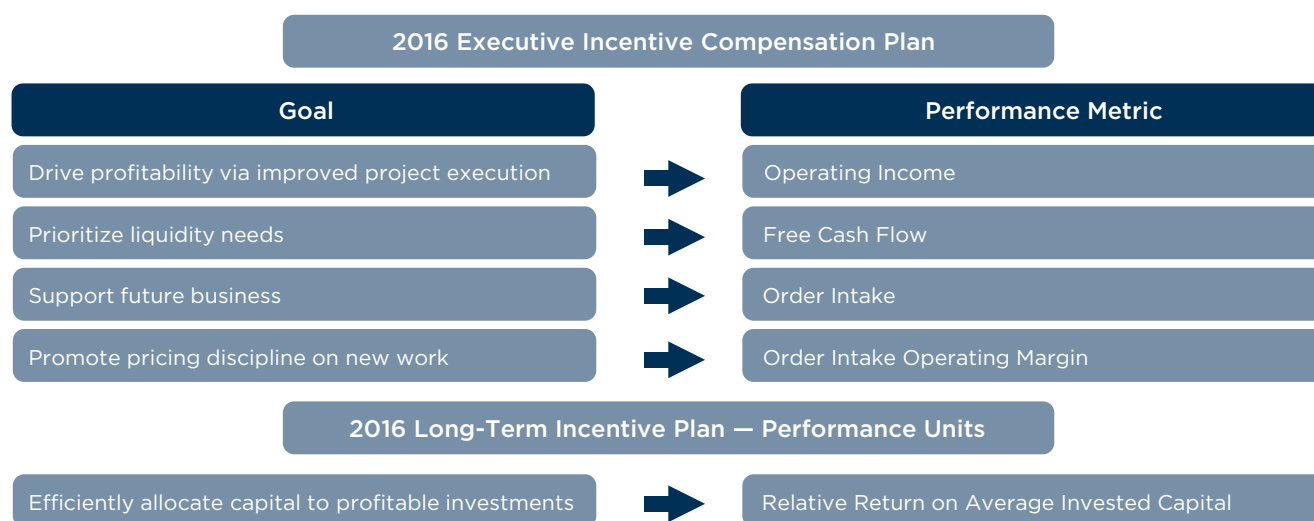 2016 Executive Incentive Compensation Plan
Goal
Performance Metric
Drive profitability via improved project execution
Operating Income
Prioritize liquidity needs
Free Cash Flow
Support future business
Order Intake
Promote pricing discipline on new work
Order Intake Operating Margin
2016 Long-Term Incentive Plan — Performance Units
Efficiently allocate capital to profitable investments
Relative Return on Average Invested Capital